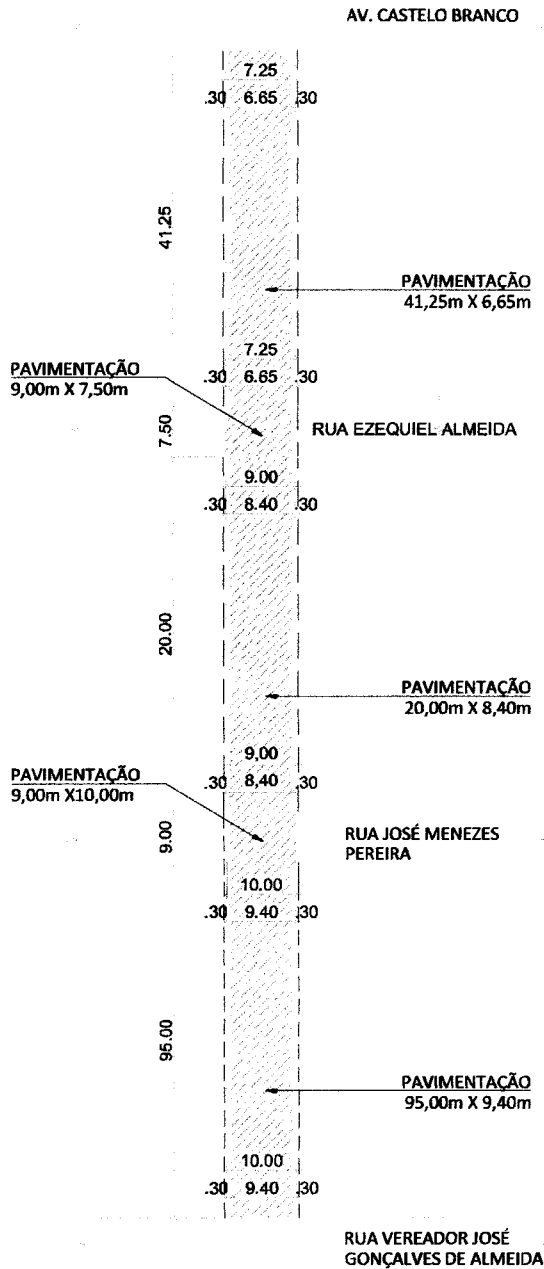 AV. CASTELO BRANCO
7.25
.30 6.65 .30
41.25
PAVIMENTAÇÃO
41,25m X 6,65m
7.25
.30 6.65 .30
PAVIMENTAÇÃO
9,00m X 7,50m
7.50
RUA EZEQUIEL ALMEIDA
9.00
.30 8.40 .30
20.00
PAVIMENTAÇÃO
20,00m X 8,40m
9,00
.30 8,40 .30
PAVIMENTAÇÃO
9,00m X10,00m
9.00
RUA JOSÉ MENEZES
PEREIRA
10.00
.30 9.40 .30
95.00
PAVIMENTAÇÃO
95,00m X 9,40m
10.00
.30 9.40 .30
RUA VEREADOR JOSÉ
GONÇALVES DE ALMEIDA